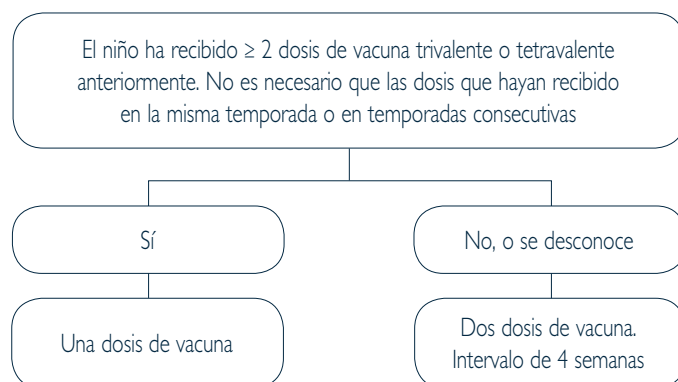 El niño ha recibido ≥ 2 dosis de vacuna trivalente o tetravalente
anteriormente. No es necesario que las dosis que hayan recibido
en la misma temporada o en temporadas consecutivas
Sí
No, o se desconoce
Una dosis de vacuna
Dos dosis de vacuna.
Intervalo de 4 semanas